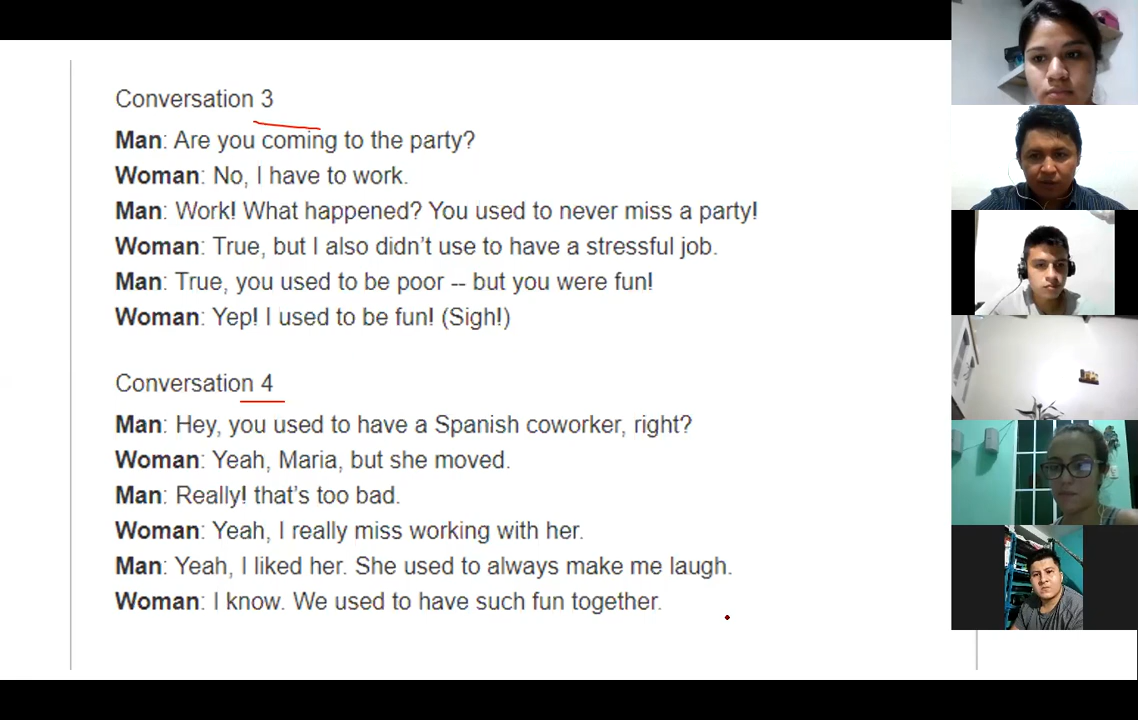 Conversation 3
Man: Are you coming to the party?
Woman: No, I have to work.
Man: Work! What happened? You used to never miss a party!
Woman: True, but I also didn’t use to have a stressful job.
Man: True, you used to be poor -- but you were fun!
Woman: Yep! I used to be fun! (Sigh!)
Conversation 4
Man: Hey, you used to have a Spanish coworker, right?
Woman: Yeah, Maria, but she moved.
Man: Really! that’s too bad.
Woman: Yeah, I really miss working with her.
Man: Yeah, I liked her. She used to always make me laugh.
Woman: I know. We used to have such fun together.